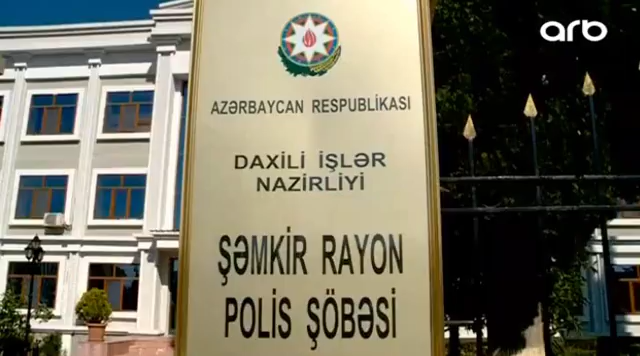 arb
AZƏRBAYCAN RESPUBLİKASI
DAXİLİ İŞLƏR
NAZİRLİYİ
ŞƏMKİR RAYON
POLİS ŞÖBƏSİ